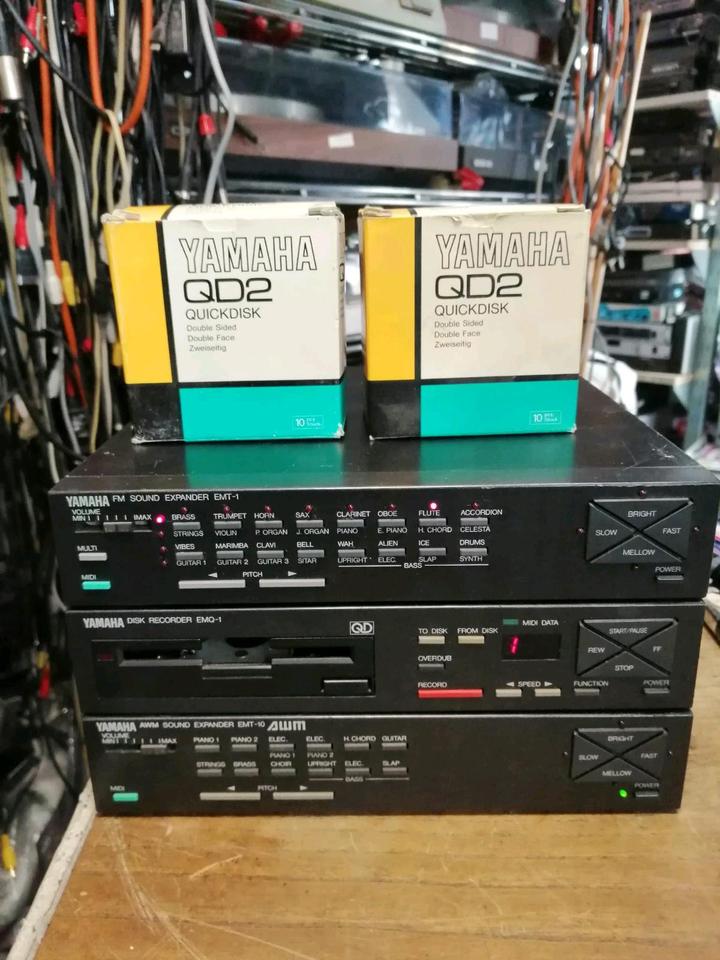 YAMAHA
QD2
QUICKDISK
Double Sided
Double Face
Zweiseitig
10
YAMAHA
QD2
QUICKDISK
Double Sided
Double Face
Zweiseitig
10
YAMAHA FM SOUND EXPANDER EMT-1
VOLUME
MIN MAX
MULTI
MIDI
BRASS TRUMPET HORN SAX CLARINET OBOE FLUTE ACCORDION
STRINGS VIOLIN P. ORGAN J. ORGAN PIANO E. PIANO H. CHORD CELESTA
VIBES MARIMBA CLAVI BELL WAH ALIEN ICE DRUMS
GUITAR 1 GUITAR 2 GUITAR 3 SITAR UPRIGHT ELEC. SLAP SYNTH
BASS
PITCH
BRIGHT
SLOW FAST
MELLOW
POWER
YAMAHA DISK RECORDER EMQ-1
QD
TO DISK FROM DISK
MIDI DATA
1
OVERDUB
RECORD
SPEED
FUNCTION
START/PAUSE
REW FF
STOP
POWER
YAMAHA AWM SOUND EXPANDER EMT-10 AWM
VOLUME
MIN MAX
MIDI
PIANO 1 PIANO 2 ELEC. ELEC. H. CHORD GUITAR
PIANO 1 PIANO 2
STRINGS BRASS CHOIR UPRIGHT ELEC. SLAP
BASS
PITCH
BRIGHT
SLOW FAST
MELLOW
POWER